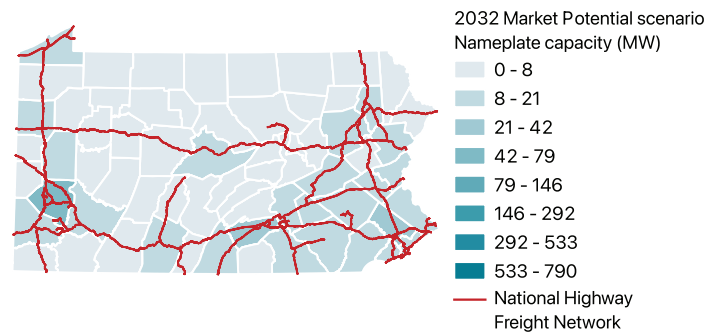 2032 Market Potential scenario
Nameplate capacity (MW)
0 - 8
8 - 21
21 - 42
42 - 79
79 - 146
146 - 292
292 - 533
533 - 790
National Highway
Freight Network